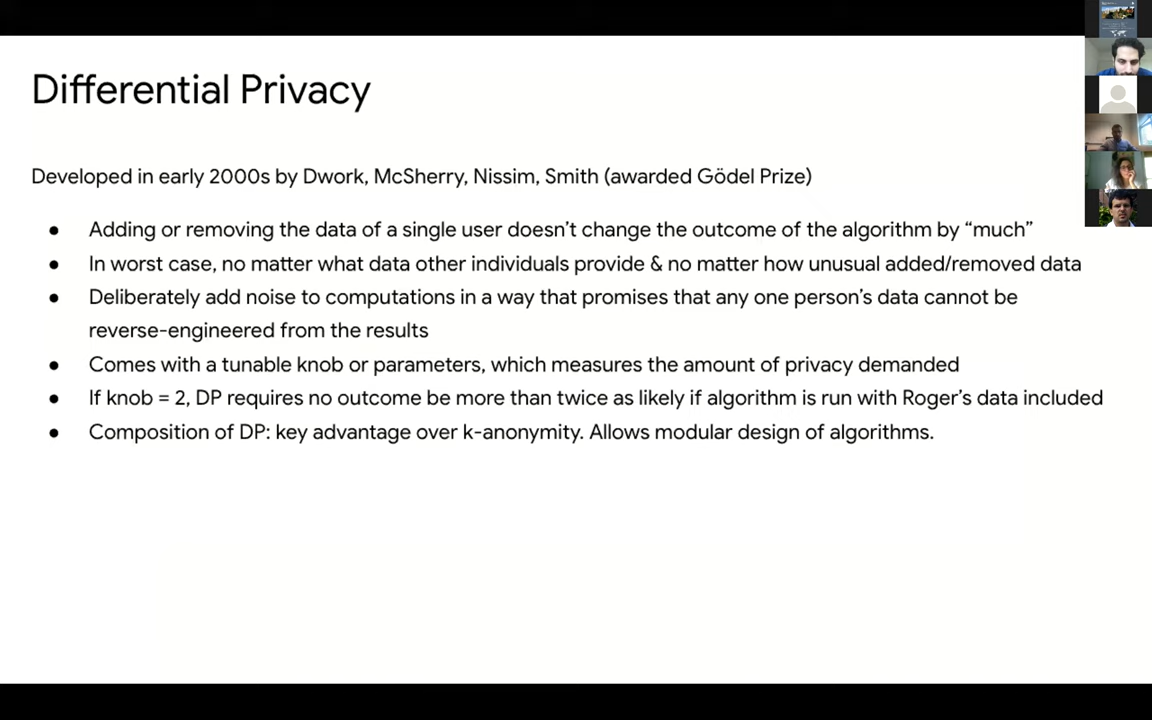 Differential Privacy
Developed in early 2000s by Dwork, McSherry, Nissim, Smith (awarded Gödel Prize)
● Adding or removing the data of a single user doesn’t change the outcome of the algorithm by “much”
● In worst case, no matter what data other individuals provide & no matter how unusual added/removed data
● Deliberately add noise to computations in a way that promises that any one person’s data cannot be
reverse-engineered from the results
● Comes with a tunable knob or parameters, which measures the amount of privacy demanded
● If knob = 2, DP requires no outcome be more than twice as likely if algorithm is run with Roger’s data included
● Composition of DP: key advantage over k-anonymity. Allows modular design of algorithms.